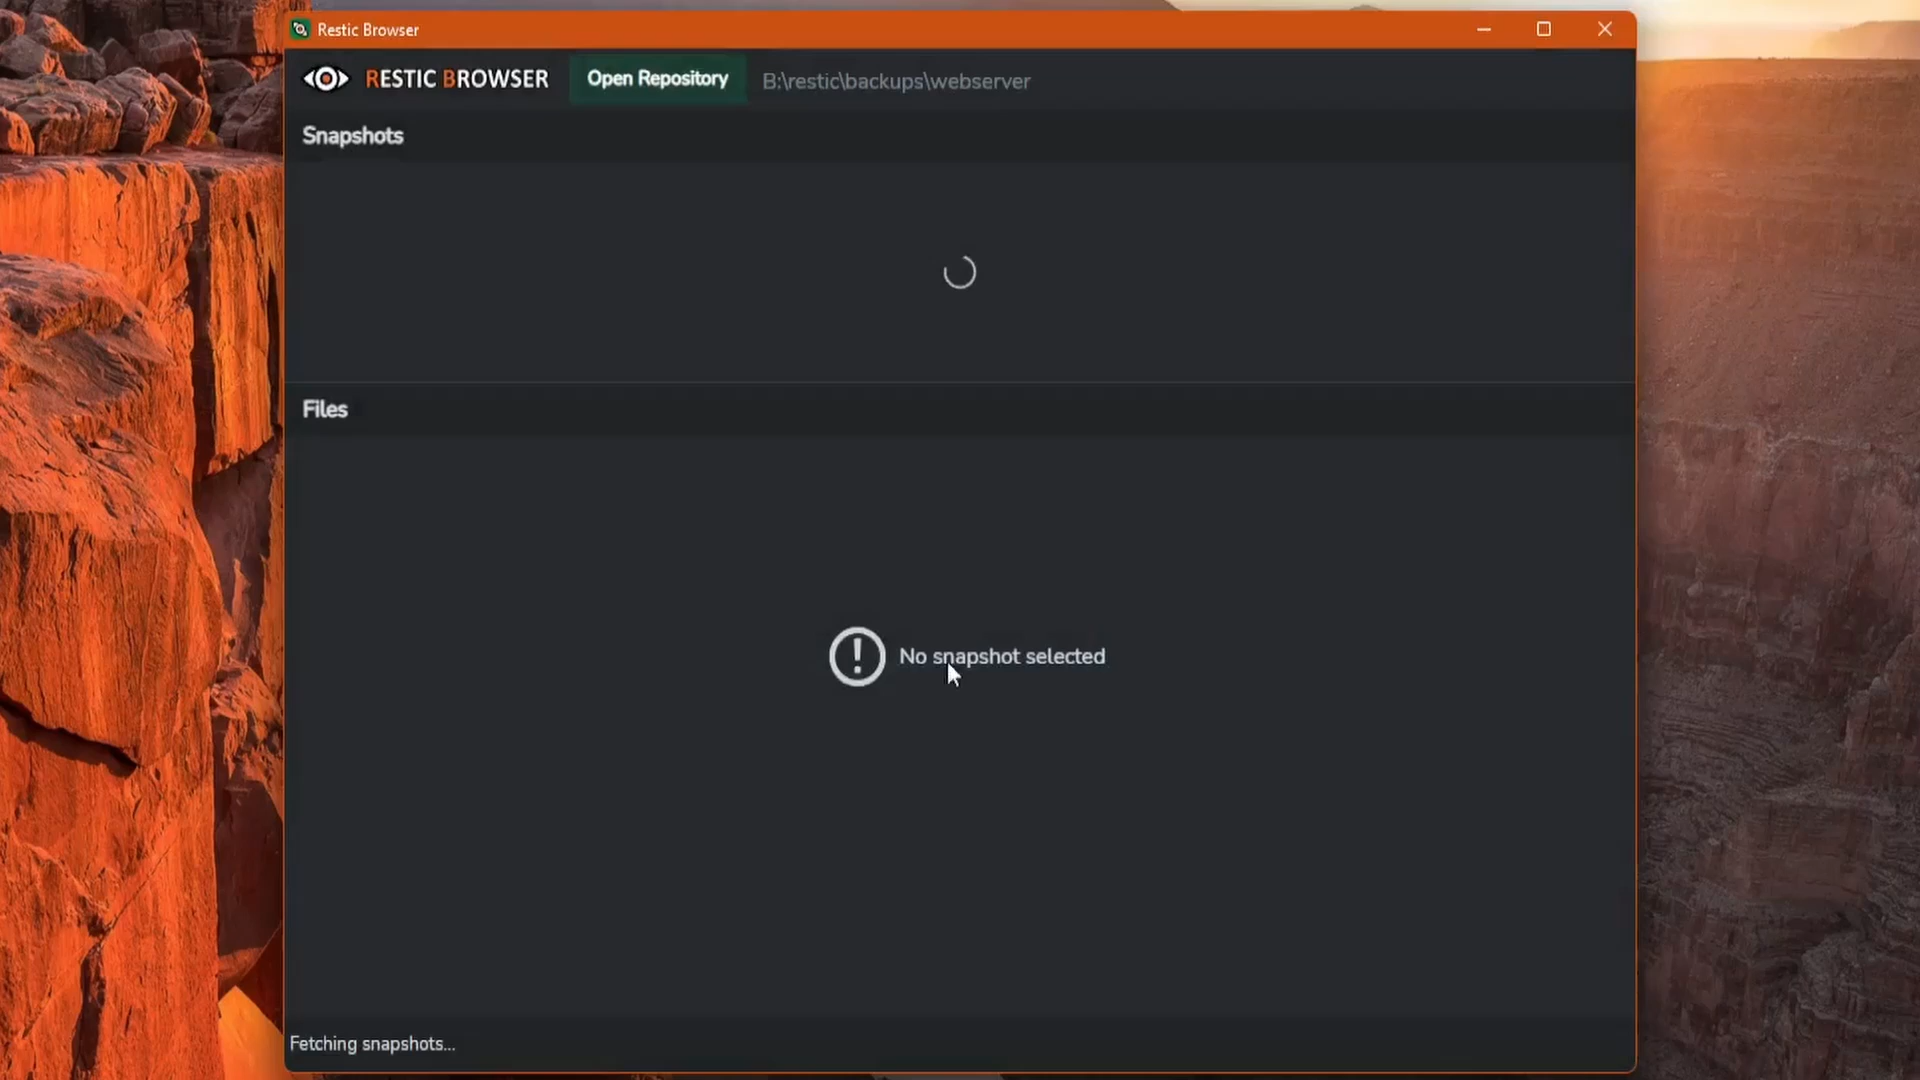 Restic Browser
RESTIC BROWSER
Open Repository
B:\restic\backups\webserver
Snapshots
Files
No snapshot selected
Fetching snapshots...